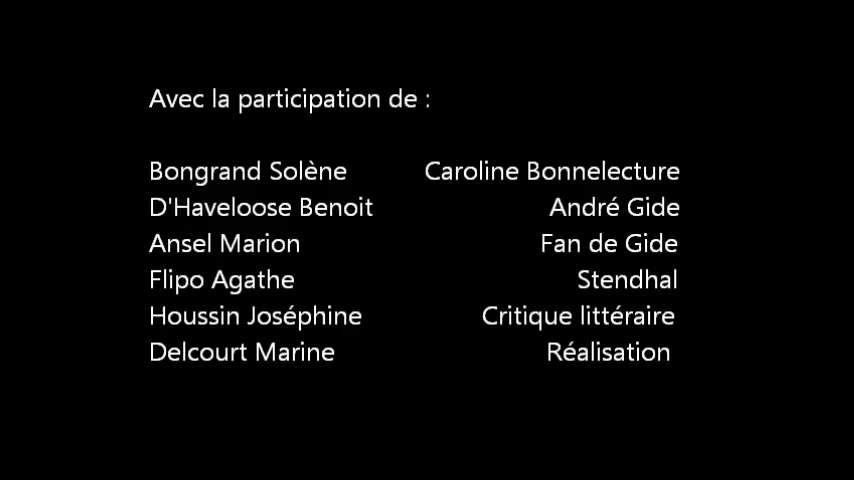 Avec la participation de :
Bongrand Solène Caroline Bonnelecture
D'Haveloose Benoit André Gide
Ansel Marion Fan de Gide
Flipo Agathe Stendhal
Houssin Joséphine Critique littéraire
Delcourt Marine Réalisation